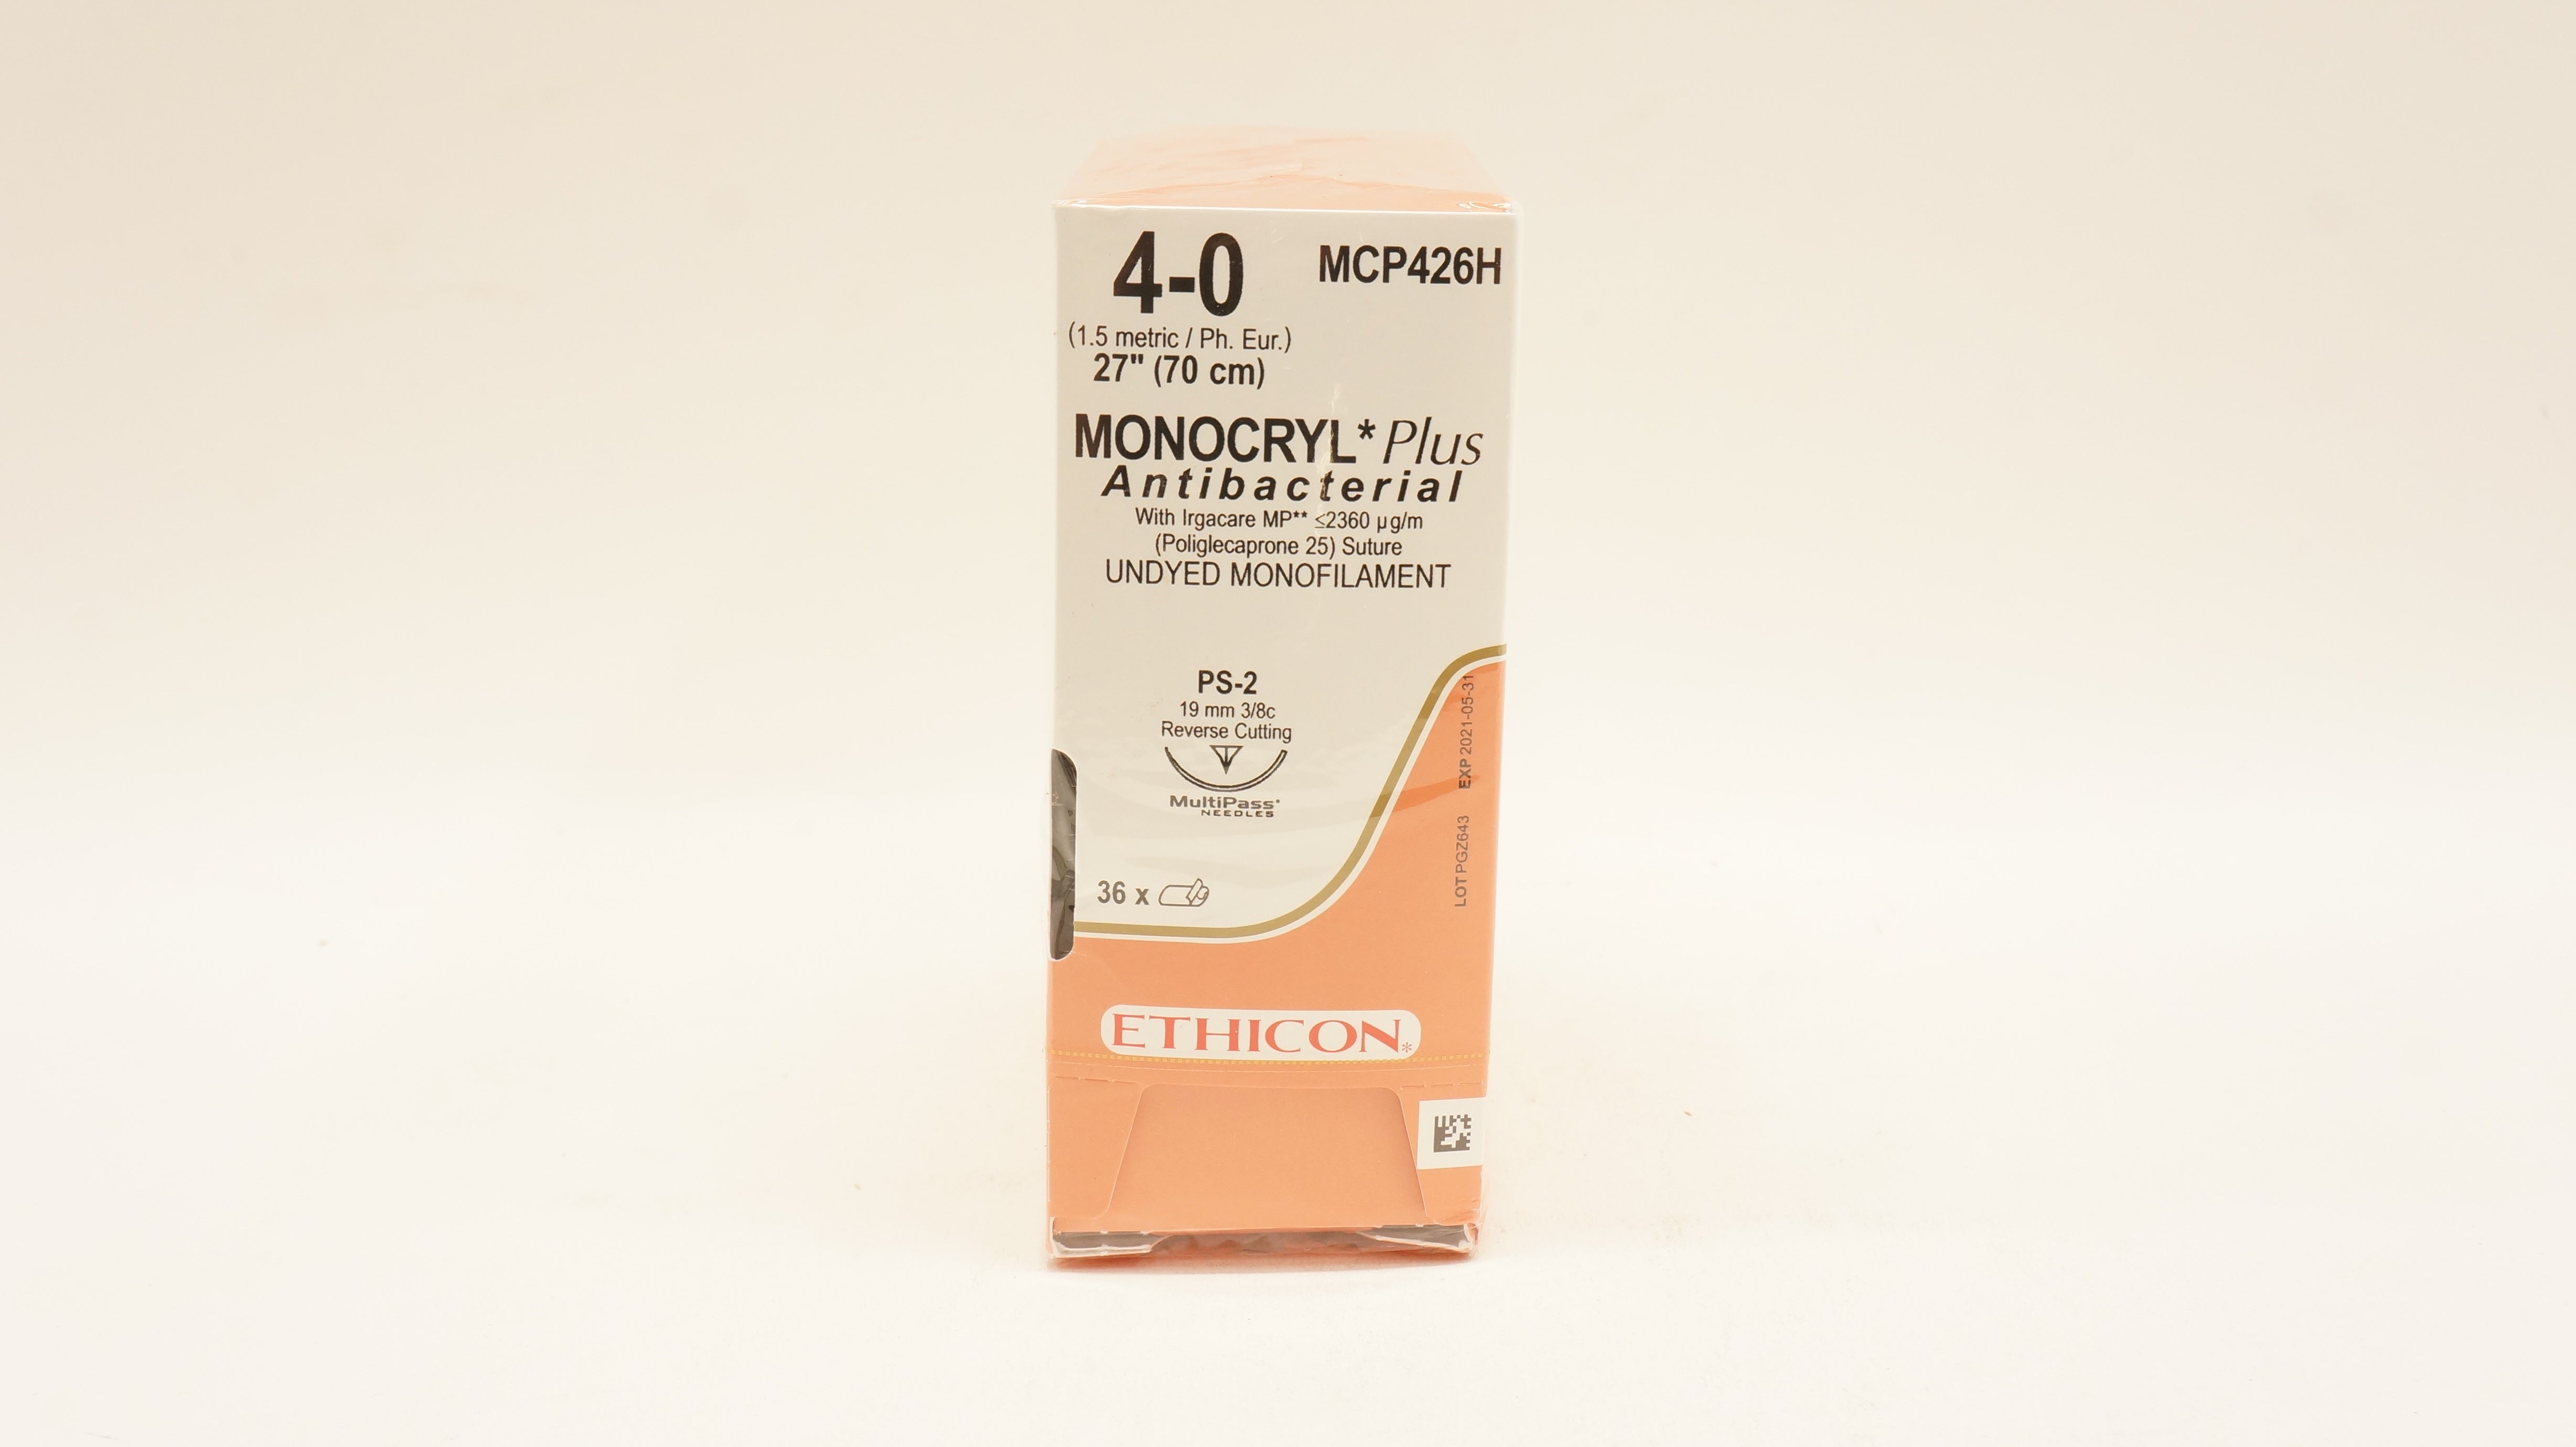 4-0
MCP426H
(1.5 metric / Ph. Eur.)
27" (70 cm)
MONOCRYL* Plus
Antibacterial
With Irgacare MP** ≤2360 µg/m
(Poliglecaprone 25) Suture
UNDYED MONOFILAMENT
PS-2
19 mm 3/8c
Reverse Cutting
MultiPass*
NEEDLES
36 x
LOT PGZ643 EXP 2021-05-31
ETHICON*